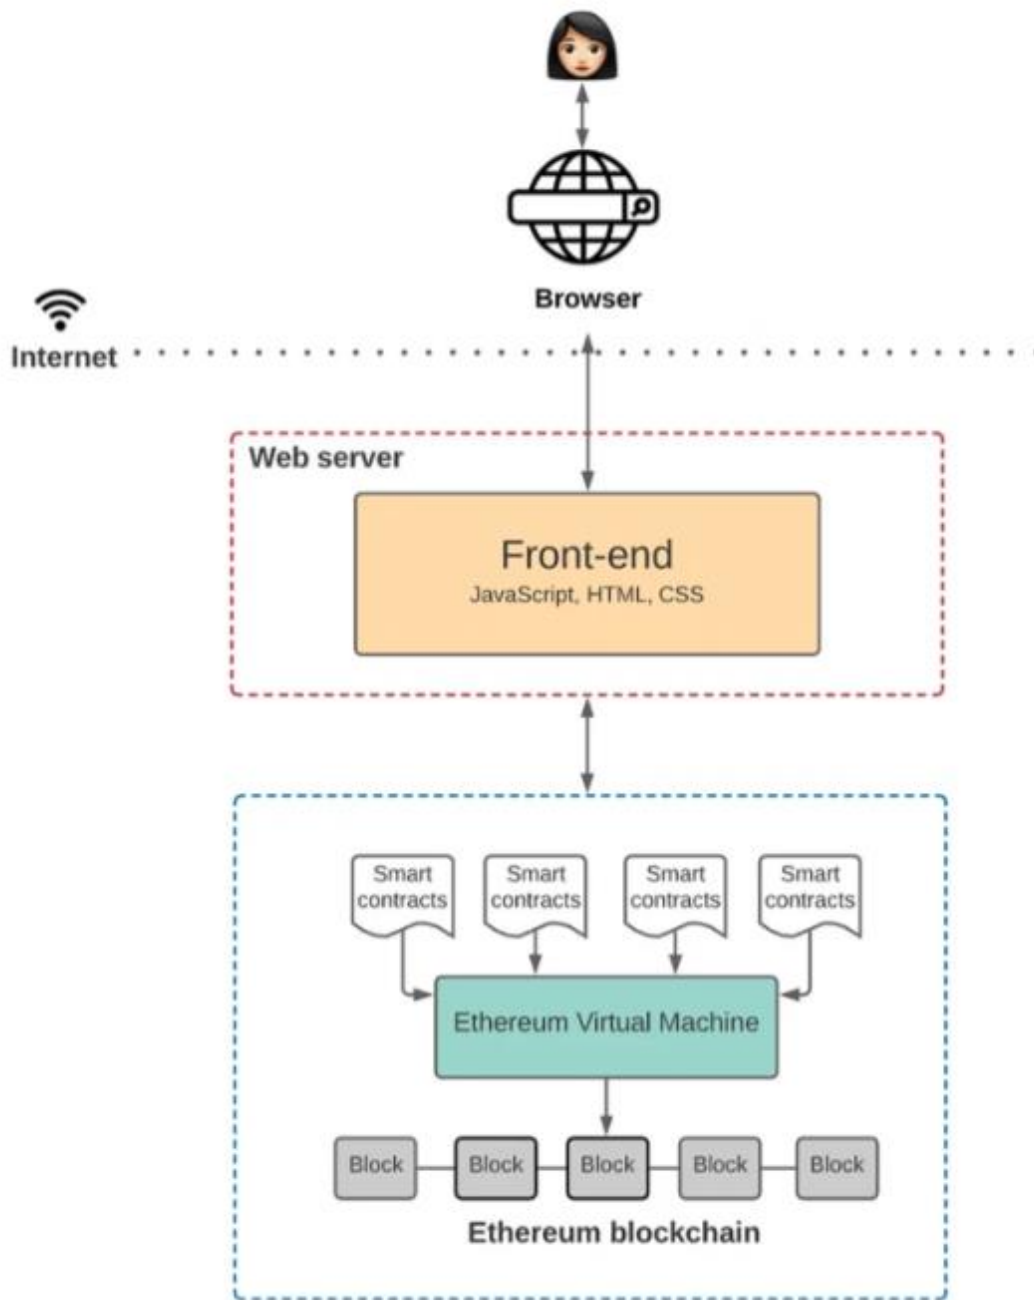 Browser
Internet
Web server
Front-end
JavaScript, HTML, CSS
Smart
contracts
Smart
contracts
Smart
contracts
Smart
contracts
Ethereum Virtual Machine
Block
Block
Block
Block
Block
Ethereum blockchain